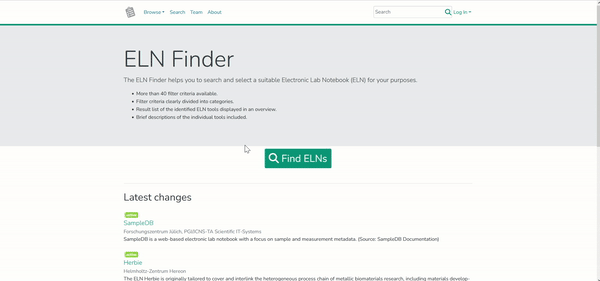 Browse Search Team About Search Log In
ELN Finder
The ELN Finder helps you to search and select a suitable Electronic Lab Notebook (ELN) for your purposes.
• More than 40 filter criteria available.
• Filter criteria clearly divided into categories.
• Result list of the identified ELN tools displayed in an overview.
• Brief descriptions of the individual tools included.
Find ELNs
Latest changes
SampleDB
Forschungszentrum Jülich, PGI/JCNS-TA Scientific IT-Systems
SampleDB is a web-based electronic lab notebook with a focus on sample and measurement metadata. (Source: SampleDB Documentation)
Herbie
Helmholtz-Zentrum Hereon
The ELN Herbie is originally tailored to cover and interlink the heterogeneous process chain of metallic biomaterials research, including materials develop-